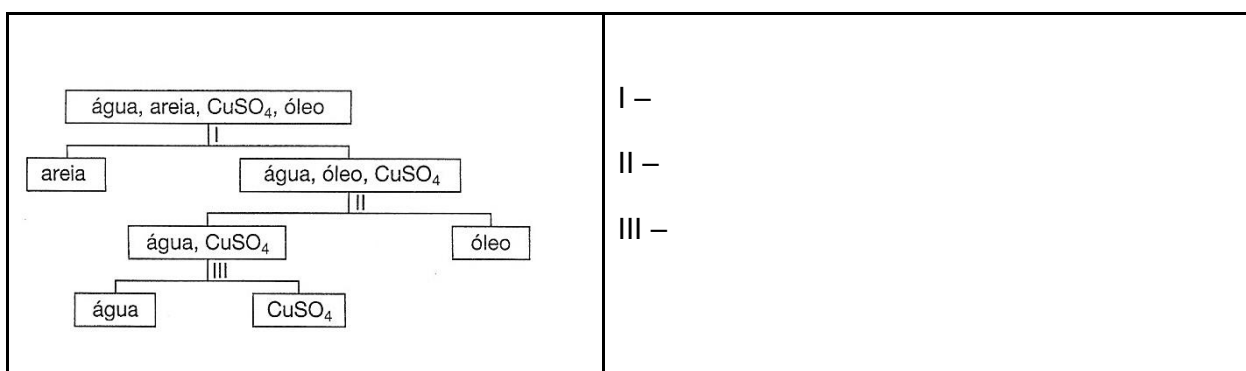 água, areia, CuSO₄, óleo
I
areia
água, óleo, CuSO₄
II
água, CuSO₄
óleo
III
água
CuSO₄
I –
II –
III –